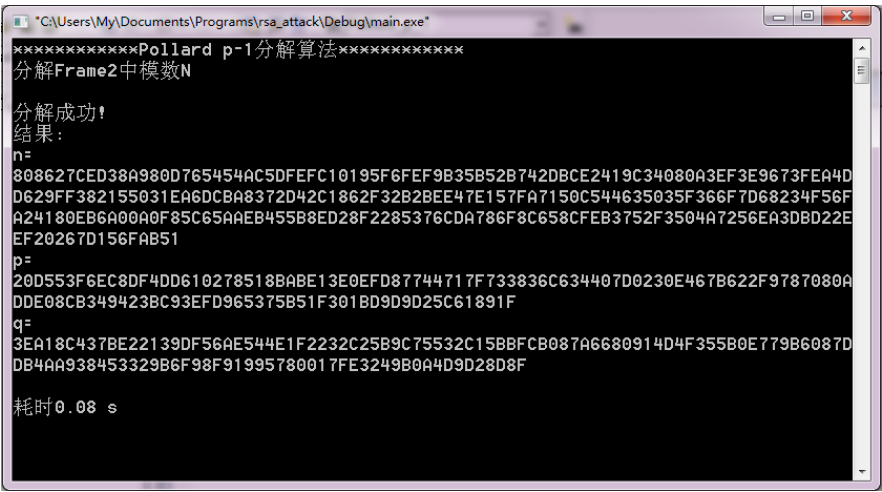 "C:\Users\My\Documents\Programs\rsa_attack\Debug\main.exe"
************Pollard p-1分解算法************
分解Frame2中模数N
分解成功!
结果:
n=
808627CED38A980D765454AC5DFEFC10195F6FEF9B35B52B742DBCE2419C34080A3EF3E9673FEA4D
D629FF382155031EA6DCBA8372D42C1862F32B2BEE47E157FA7150C544635035F366F7D68234F56F
A24180EB6A00A0F85C65AAEB455B8ED28F2285376CDA786F8C658CFEB3752F3504A7256EA3DBD22E
EF20267D156FAB51
p=
20D553F6EC8DF4DD610278518BABE13E0EFD87744717F733836C634407D0230E467B622F9787080A
DDE08CB349423BC93EFD965375B51F301BD9D9D25C61891F
q=
3EA18C437BE22139DF56AE544E1F2232C25B9C75532C15BBFCB087A6680914D4F355B0E779B6087D
DB4AA938453329B6F98F91995780017FE3249B0A4D9D28D8F
耗时0.08 s